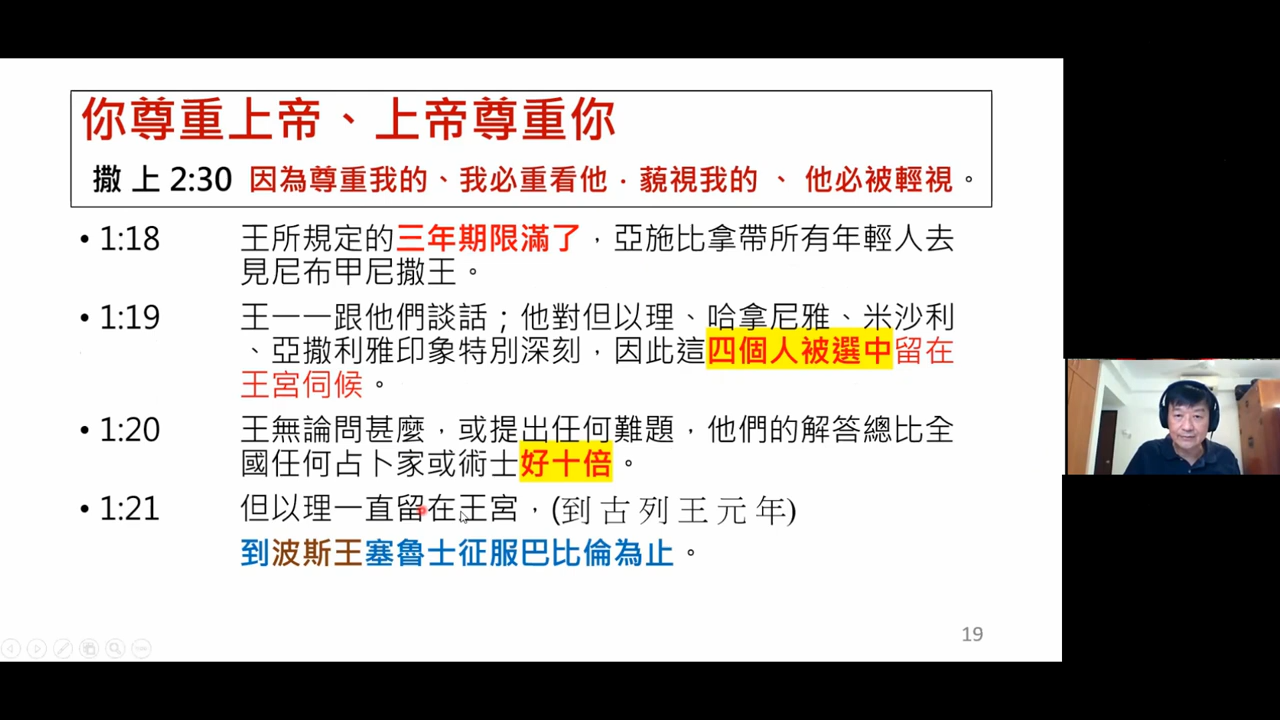 你尊重上帝、上帝尊重你
撒 上 2:30 因為尊重我的、我必重看他．藐視我的 、 他必被輕視。
• 1:18 王所規定的三年期限滿了，亞施比拿帶所有年輕人去
見尼布甲尼撒王。
• 1:19 王一一跟他們談話；他對但以理、哈拿尼雅、米沙利
、亞撒利雅印象特別深刻，因此這四個人被選中留在
王宮伺候。
• 1:20 王無論問甚麼，或提出任何難題，他們的解答總比全
國任何占卜家或術士好十倍。
• 1:21 但以理一直留在王宮，(到 古 列 王 元 年)
到波斯王塞魯士征服巴比倫為止。
19